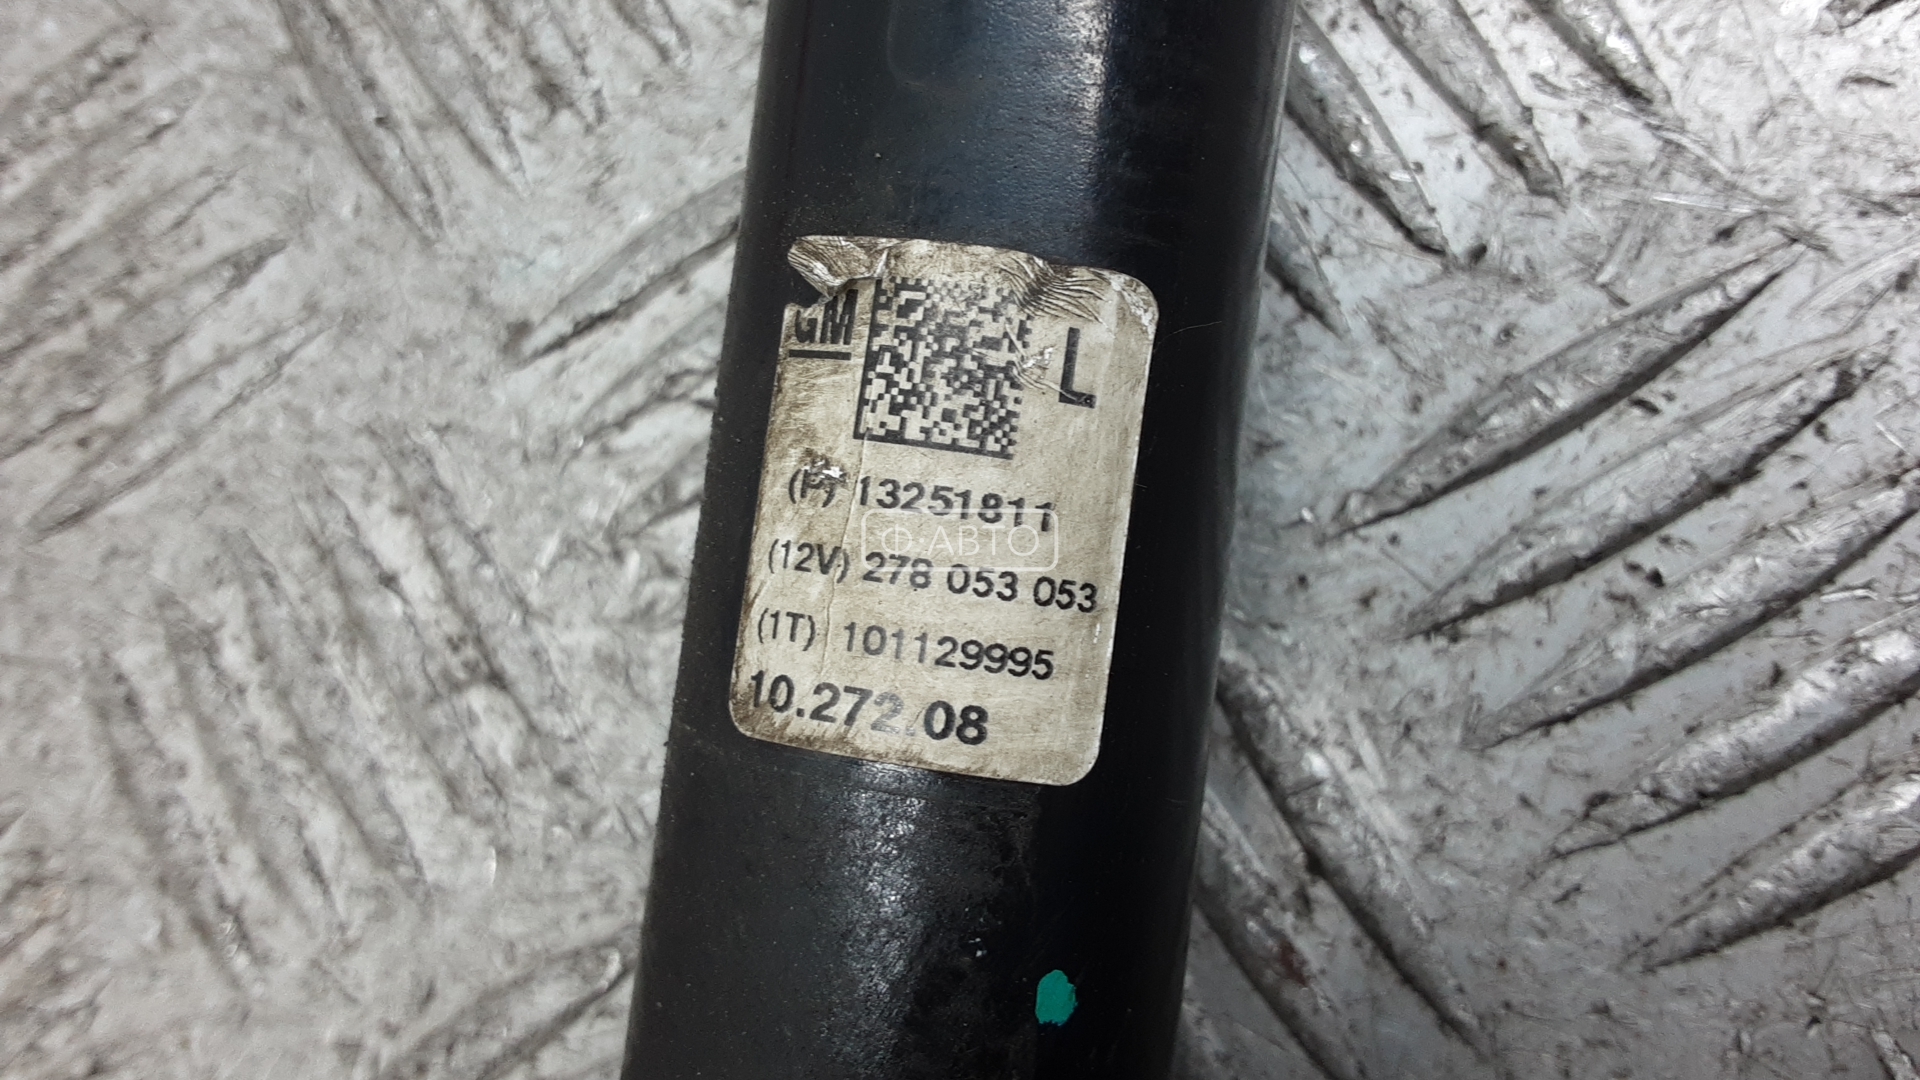 GM L
(P) 13251811
Ф·АВТО
(12V) 278 053 053
(1T) 101129995
10.272.08